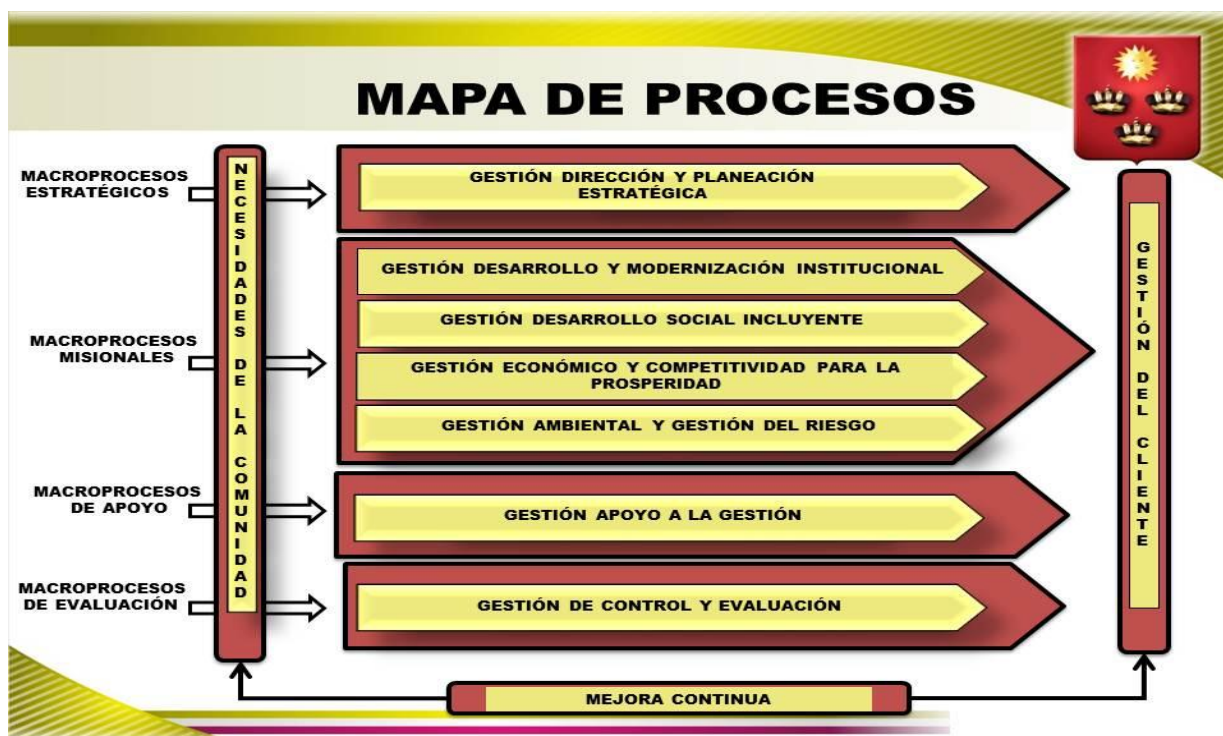 MAPA DE PROCESOS
MACROPROCESOS
ESTRATÉGICOS
NECESIDADES DE LA COMUNIDAD
GESTIÓN DIRECCIÓN Y PLANEACIÓN
ESTRATÉGICA
MACROPROCESOS
MISIONALES
GESTIÓN DESARROLLO Y MODERNIZACIÓN INSTITUCIONAL
GESTIÓN DESARROLLO SOCIAL INCLUYENTE
GESTIÓN ECONÓMICO Y COMPETITIVIDAD PARA LA
PROSPERIDAD
GESTIÓN AMBIENTAL Y GESTIÓN DEL RIESGO
MACROPROCESOS
DE APOYO
GESTIÓN APOYO A LA GESTIÓN
MACROPROCESOS
DE EVALUACIÓN
GESTIÓN DE CONTROL Y EVALUACIÓN
GESTIÓN DEL CLIENTE
MEJORA CONTINUA